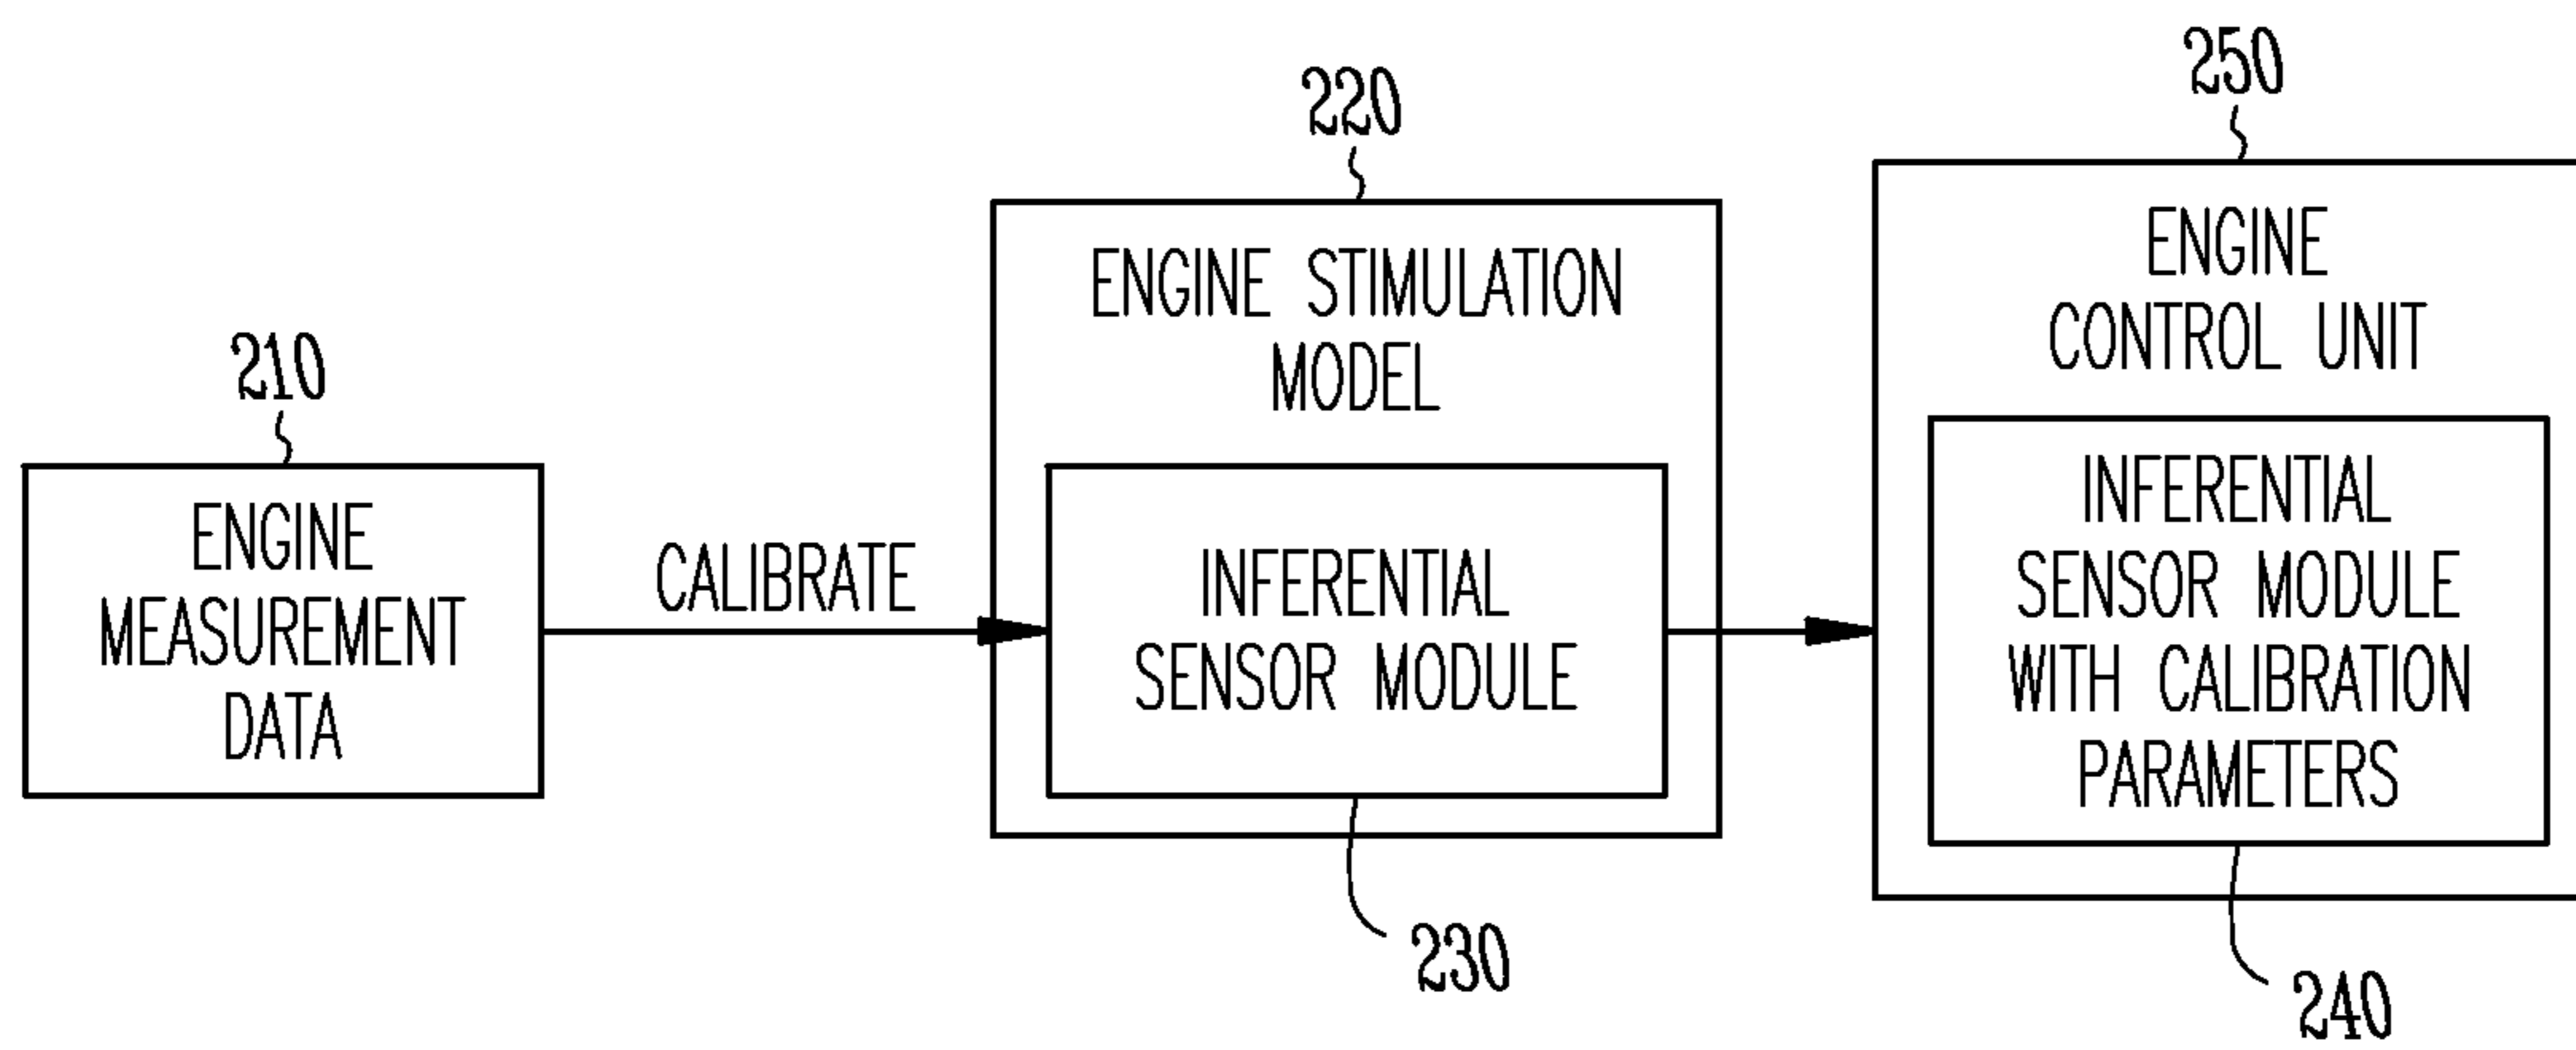 210
ENGINE
MEASUREMENT
DATA
CALIBRATE
220
ENGINE STIMULATION
MODEL
INFERENTIAL
SENSOR MODULE
230
250
ENGINE
CONTROL UNIT
INFERENTIAL
SENSOR MODULE
WITH CALIBRATION
PARAMETERS
240